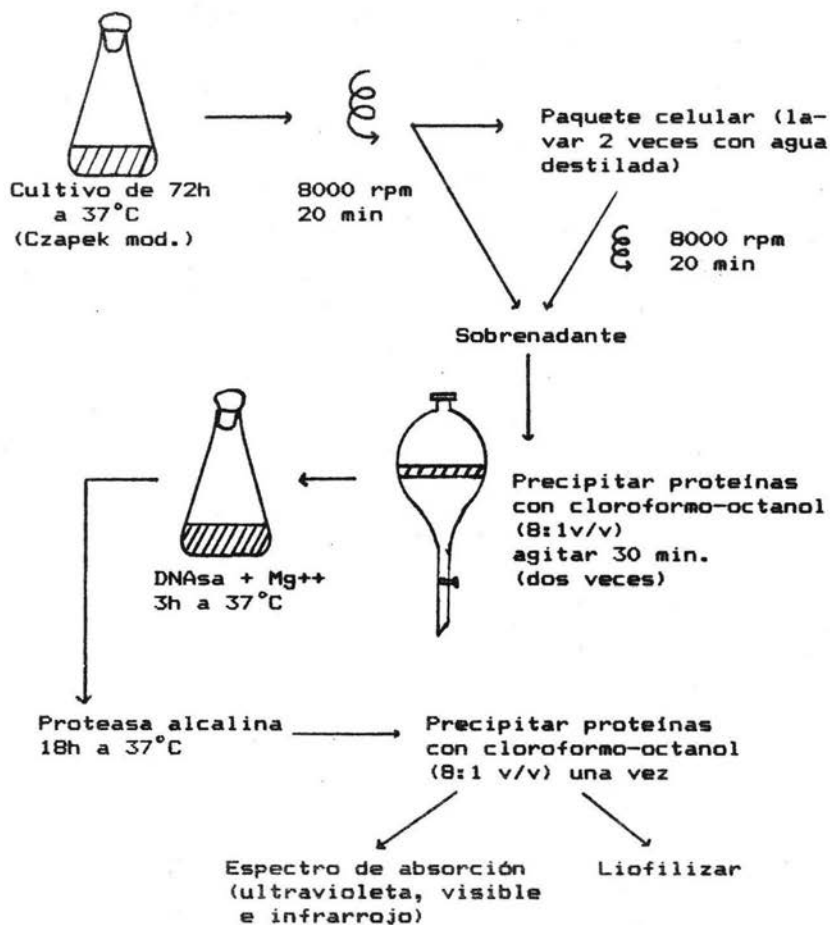 Cultivo de 72h
a 37°C
(Czapek mod.)
8000 rpm
20 min
Paquete celular (la-
var 2 veces con agua
destilada)
8000 rpm
20 min
Sobrenadante
Precipitar proteínas
con cloroformo-octanol
(8:1v/v)
agitar 30 min.
(dos veces)
DNAsa + Mg++
3h a 37°C
Proteasa alcalina
18h a 37°C
Precipitar proteínas
con cloroformo-octanol
(8:1 v/v) una vez
Espectro de absorción
(ultravioleta, visible
e infrarrojo)
Liofilizar